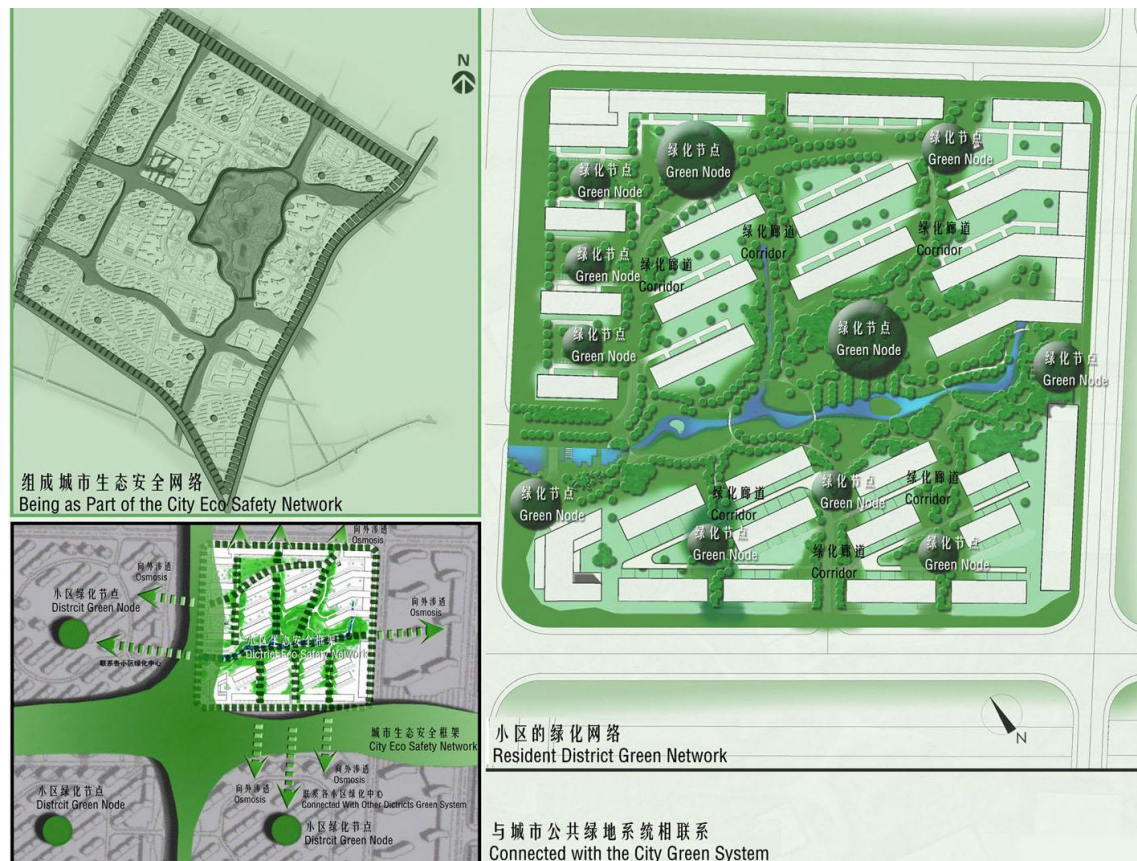 N
组成城市生态安全网络
Being as Part of the City Eco Safety Network
绿化节点
Green Node
绿化节点
Green Node
绿化节点
Green Node
绿化廊道
Corridor
绿化廊道
Corridor
绿化节点
Green Node
绿化廊道
Corridor
绿化节点
Green Node
绿化节点
Green Node
绿化节点
Green Node
绿化节点
Green Node
绿化节点
Green Node
绿化廊道
Corridor
绿化廊道
Corridor
绿化节点
Green Node
绿化节点
Green Node
绿化廊道
Corridor
N
小区的绿化网络
Resident District Green Network
向外渗透
Osmosis
向外渗透
Osmosis
小区绿化节点
Distrcit Green Node
向外渗透
Osmosis
小区生态安全框架
District Eco Safety Network
联系各小区绿化中心
城市生态安全框架
City Eco Safety Network
向外渗透
Osmosis
向外渗透
Osmosis
联系各小区绿化中心
Connected With Other Dictricts Green System
小区绿化节点
Distrcit Green Node
小区绿化节点
Distrcit Green Node
与城市公共绿地系统相联系
Connected with the City Green System